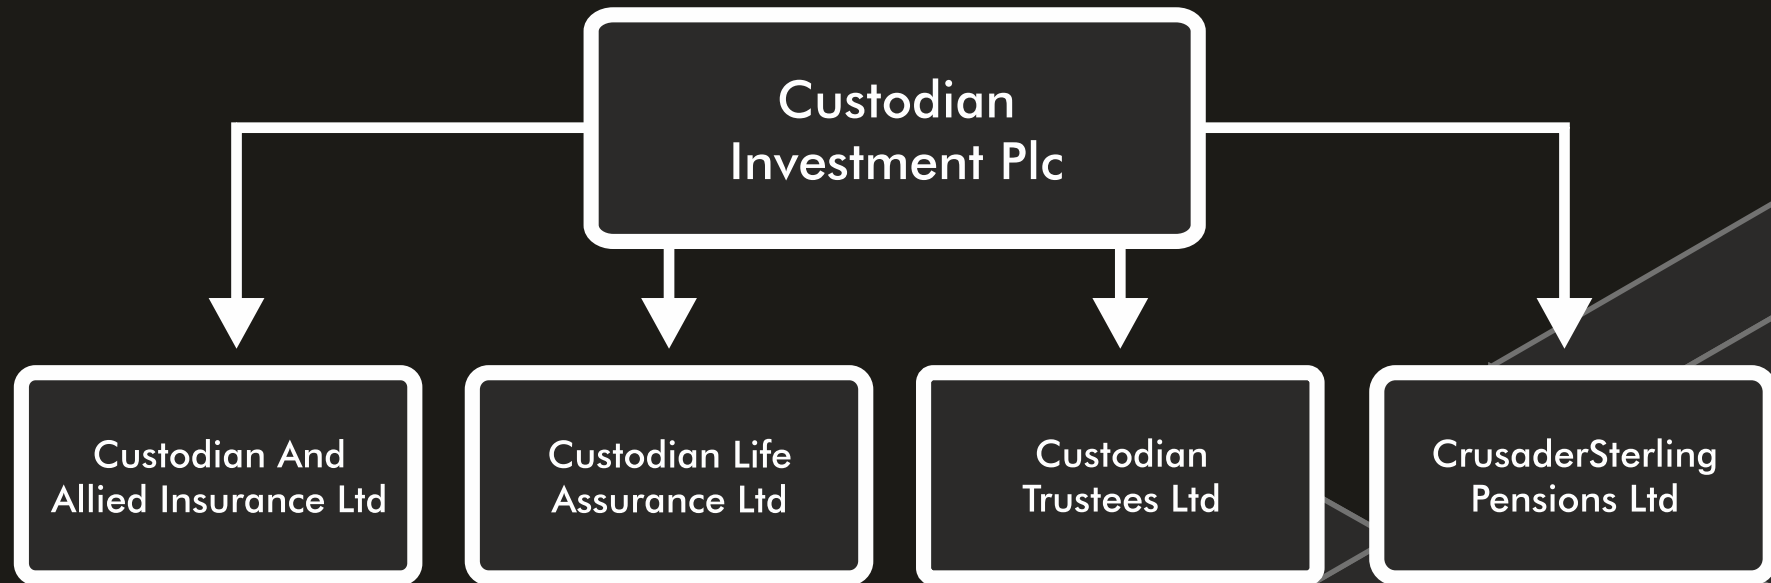 Custodian
Investment Plc
Custodian And
Allied Insurance Ltd
Custodian Life
Assurance Ltd
Custodian
Trustees Ltd
CrusaderSterling
Pensions Ltd